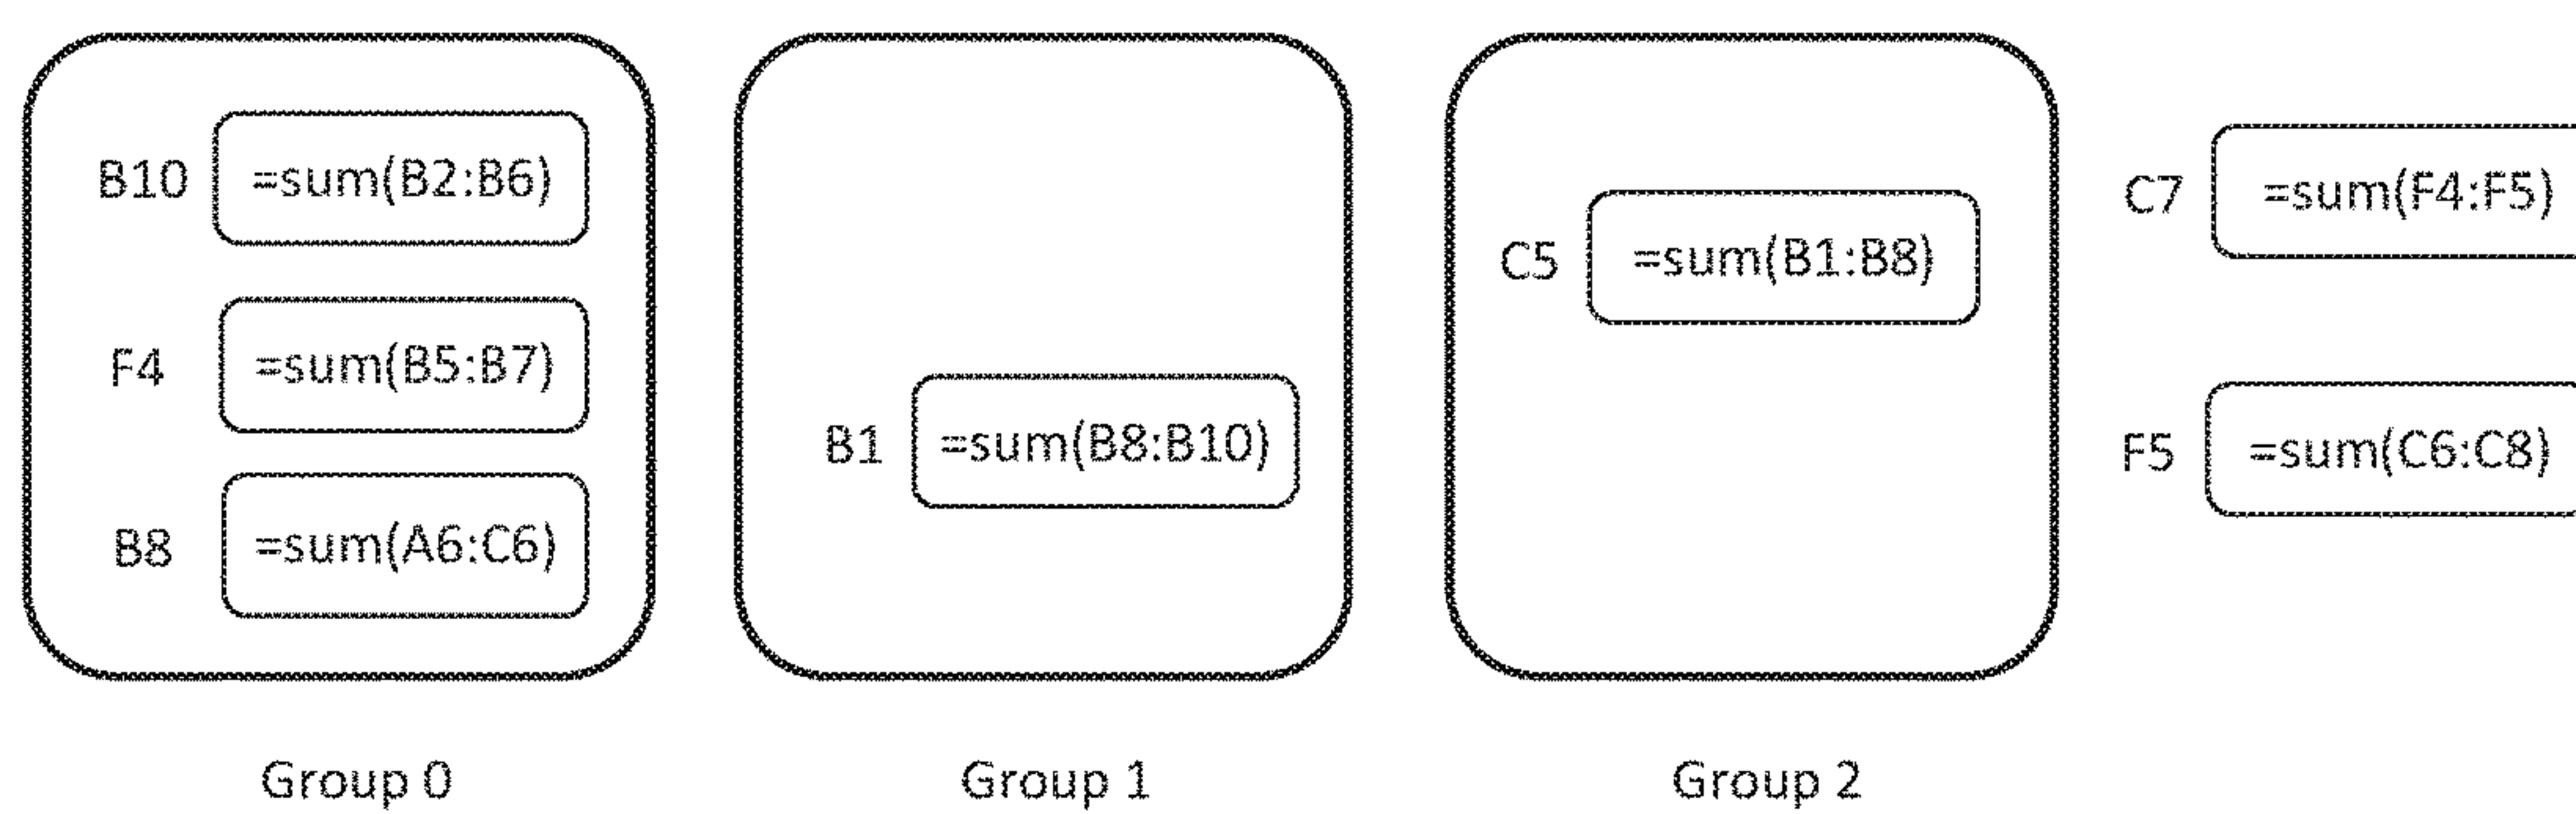 B10 =sum(B2:B6)
F4 =sum(B5:B7)
B8 =sum(A6:C6)
Group 0
B1 =sum(B8:B10)
Group 1
C5 =sum(B1:B8)
Group 2
C7 =sum(F4:F5)
F5 =sum(C6:C8)